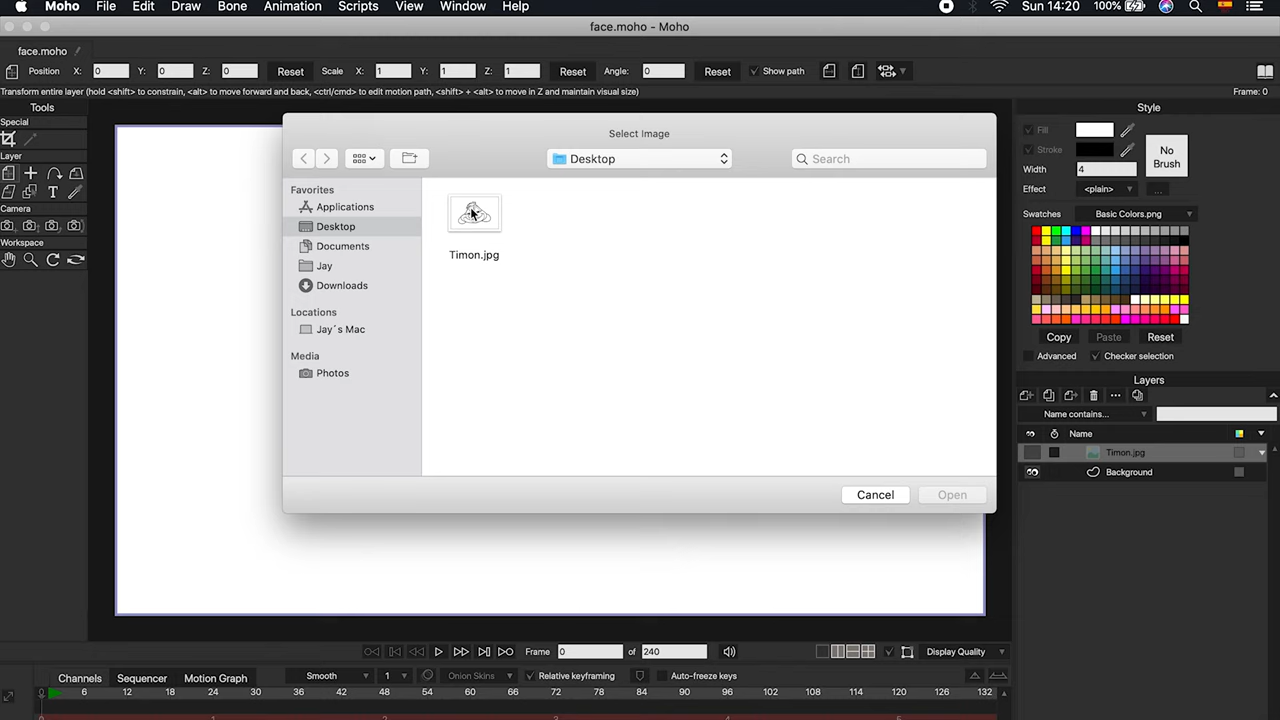 Moho File Edit Draw Bone Animation Scripts View Window Help Sun 14:20 100%
face.moho - Moho
face.moho
Position X: 0 Y: 0 Z: 0 Reset Scale X: 1 Y: 1 Z: 1 Reset Angle: 0 Reset Show path
Transform entire layer (hold <shift> to constrain, <alt> to move forward and back, <ctrl/cmd> to edit motion path, <shift> + <alt> to move in Z and maintain visual size) Frame: 0
Tools
Special
Layer
Camera
Workspace
Select Image
Desktop
Search
Favorites
Applications
Desktop
Documents
Jay
Downloads
Locations
Jay´s Mac
Media
Photos
Timon.jpg
Cancel Open
Style
Fill
Stroke
No
Brush
Width 4
Effect <plain> ...
Swatches Basic Colors.png
Copy Paste Reset
Advanced Checker selection
Layers
Name contains...
Name
Timon.jpg
Background
Frame 0 of 240 Display Quality
Channels Sequencer Motion Graph Smooth 1 Onion Skins Relative keyframing Auto-freeze keys
0 6 12 18 24 30 36 42 48 54 60 66 72 78 84 90 96 102 108 114 120 126 132
1 2 3 4 5